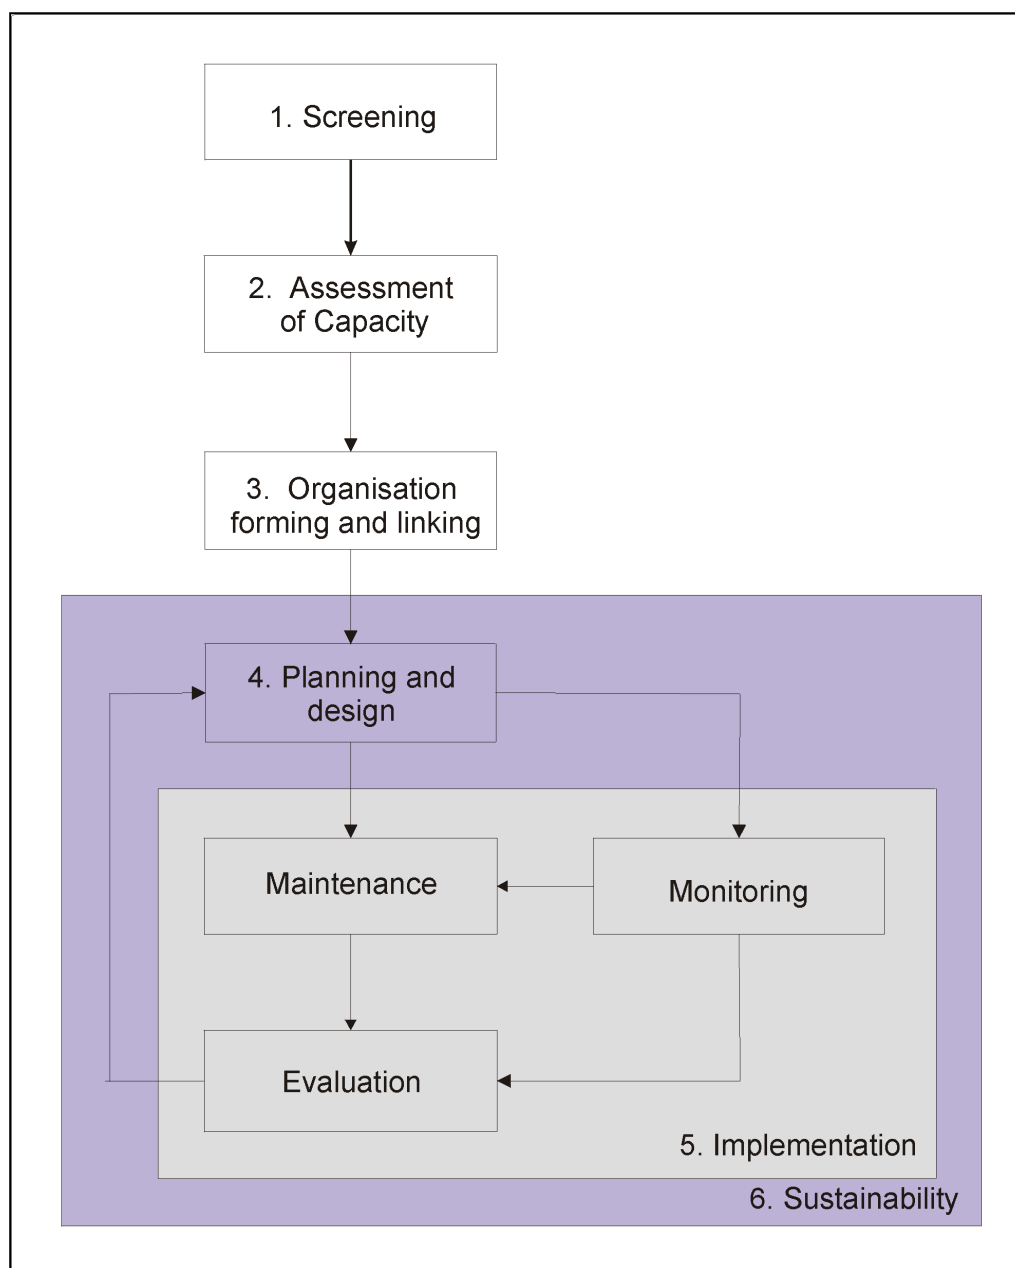 1. Screening
2. Assessment
of Capacity
3. Organisation
forming and linking
4. Planning and
design
Maintenance
Monitoring
Evaluation
5. Implementation
6. Sustainability